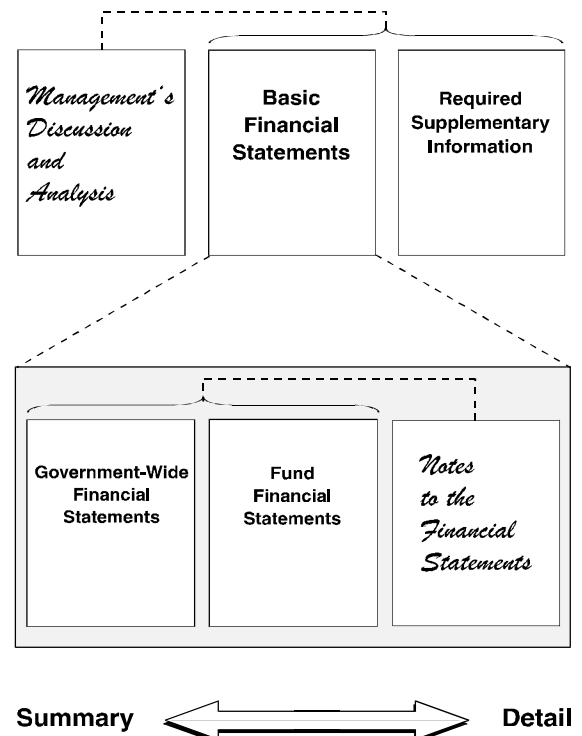 Management's
Discussion
and
Analysis
Basic
Financial
Statements
Required
Supplementary
Information
Government-Wide
Financial
Statements
Fund
Financial
Statements
Notes
to the
Financial
Statements
Summary
Detail